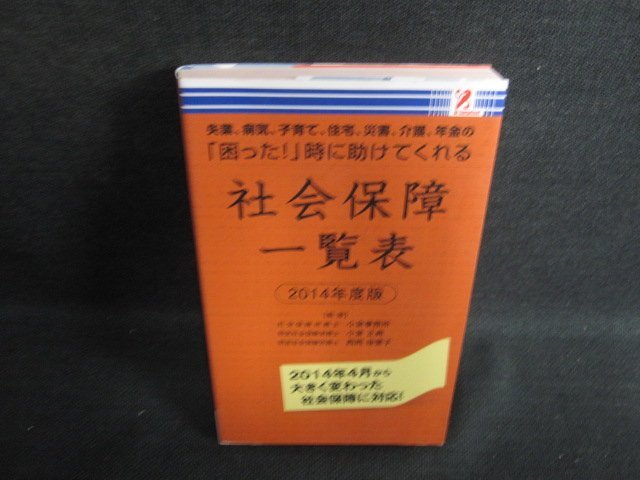 失業、病気、子育て、住宅、災害、介護、年金の
「困った!」時に助けてくれる
社会保障
一覧表
2014年度版
2014年4月から
大きく変わった
社会保障に対応!